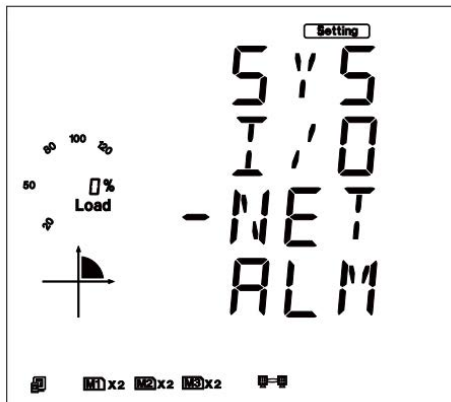 Setting
SYS
I/O
-NET
ALM
20
50
80
100
120
0%
Load
M1 X2 M2 X2 M3 X2